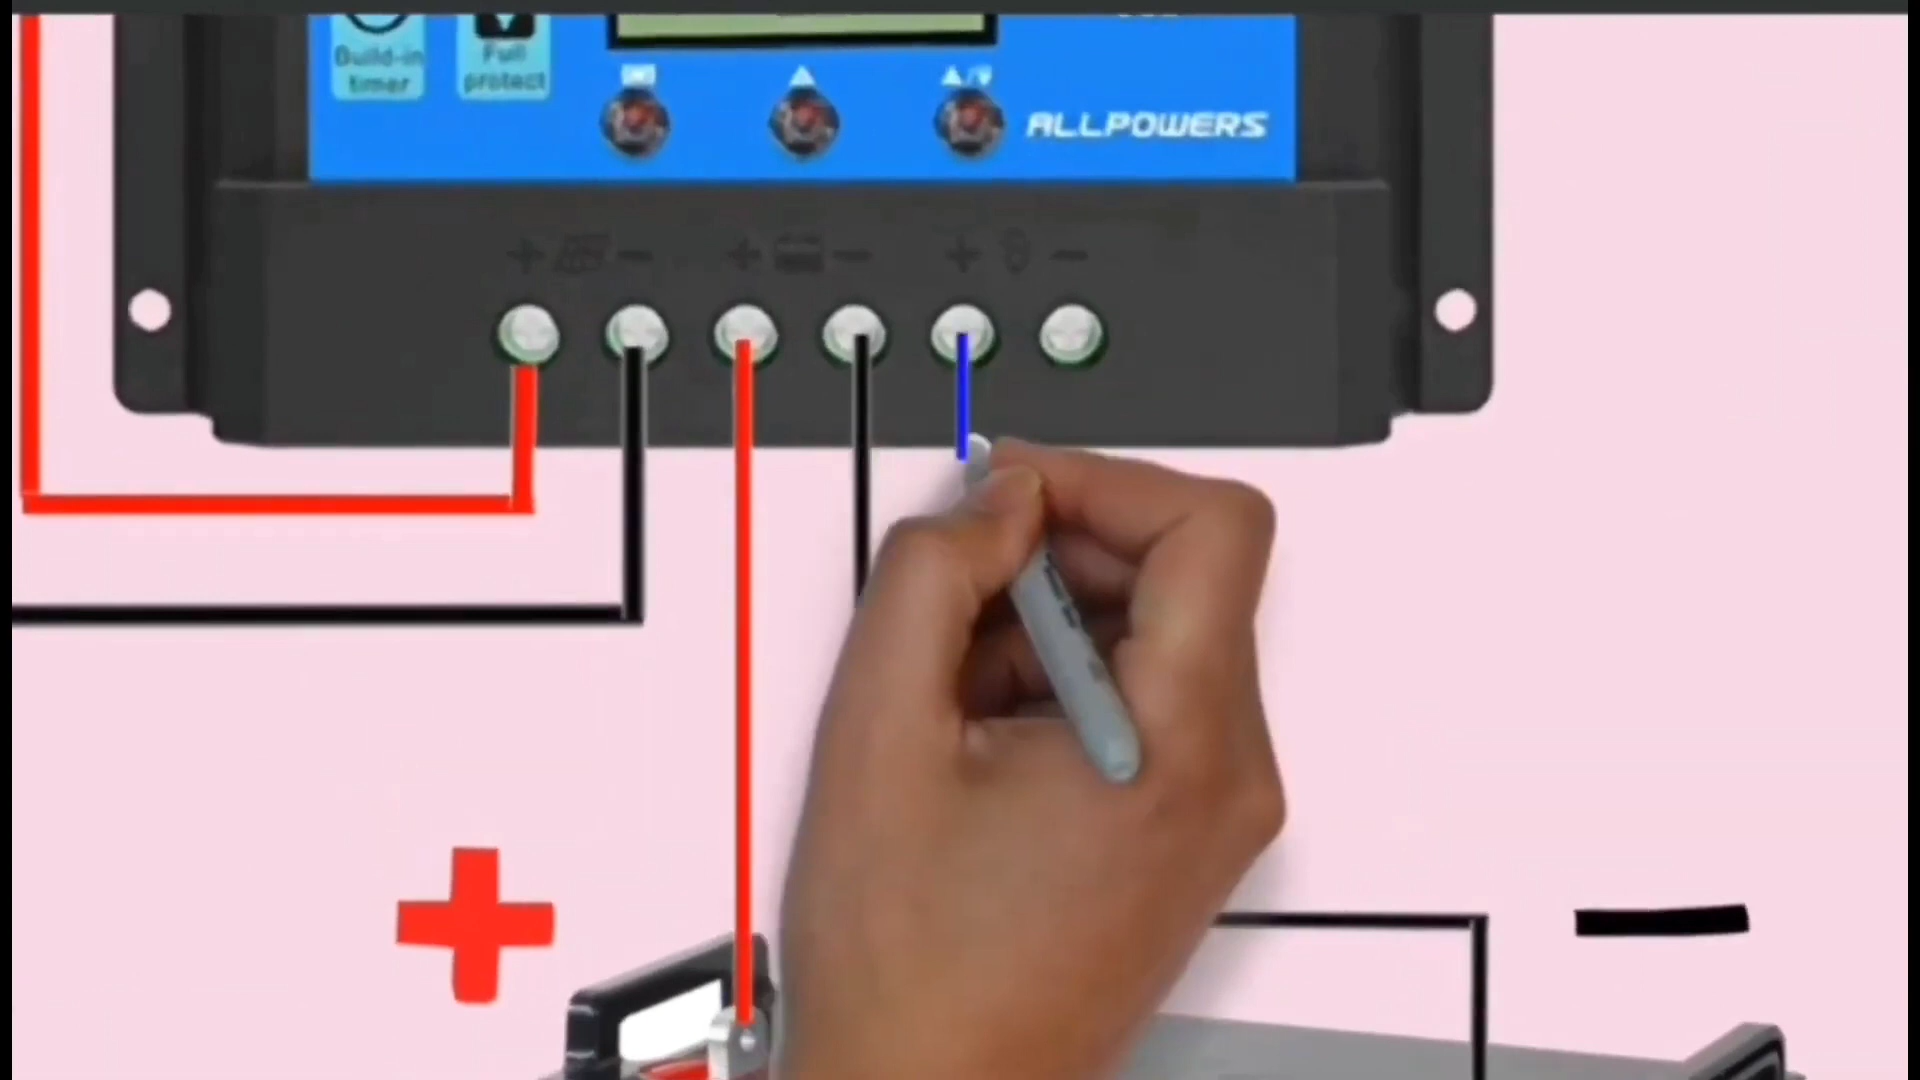 Build-in
timer
Full
protect
ALLPOWERS
+ −
+ −
+ −
+
−